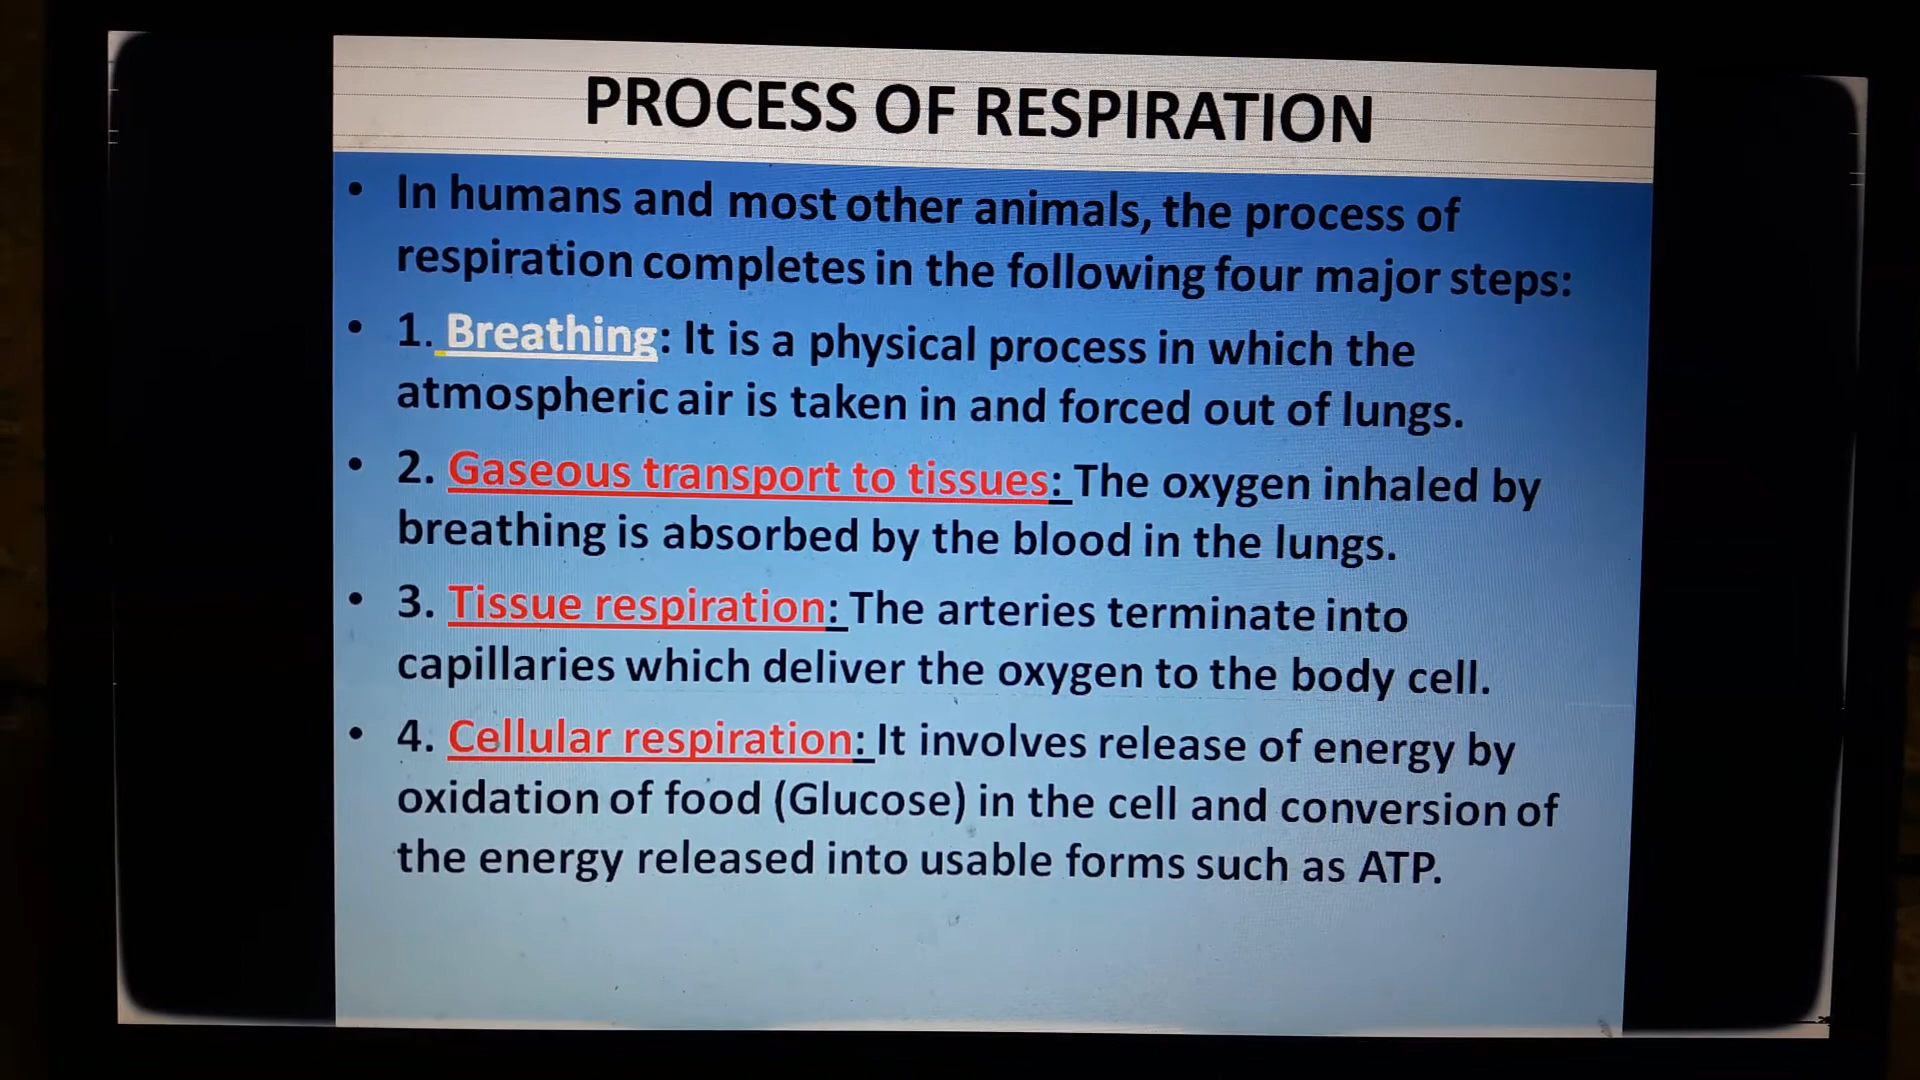 PROCESS OF RESPIRATION
• In humans and most other animals, the process of
respiration completes in the following four major steps:
• 1. Breathing: It is a physical process in which the
atmospheric air is taken in and forced out of lungs.
• 2. Gaseous transport to tissues: The oxygen inhaled by
breathing is absorbed by the blood in the lungs.
• 3. Tissue respiration: The arteries terminate into
capillaries which deliver the oxygen to the body cell.
• 4. Cellular respiration: It involves release of energy by
oxidation of food (Glucose) in the cell and conversion of
the energy released into usable forms such as ATP.